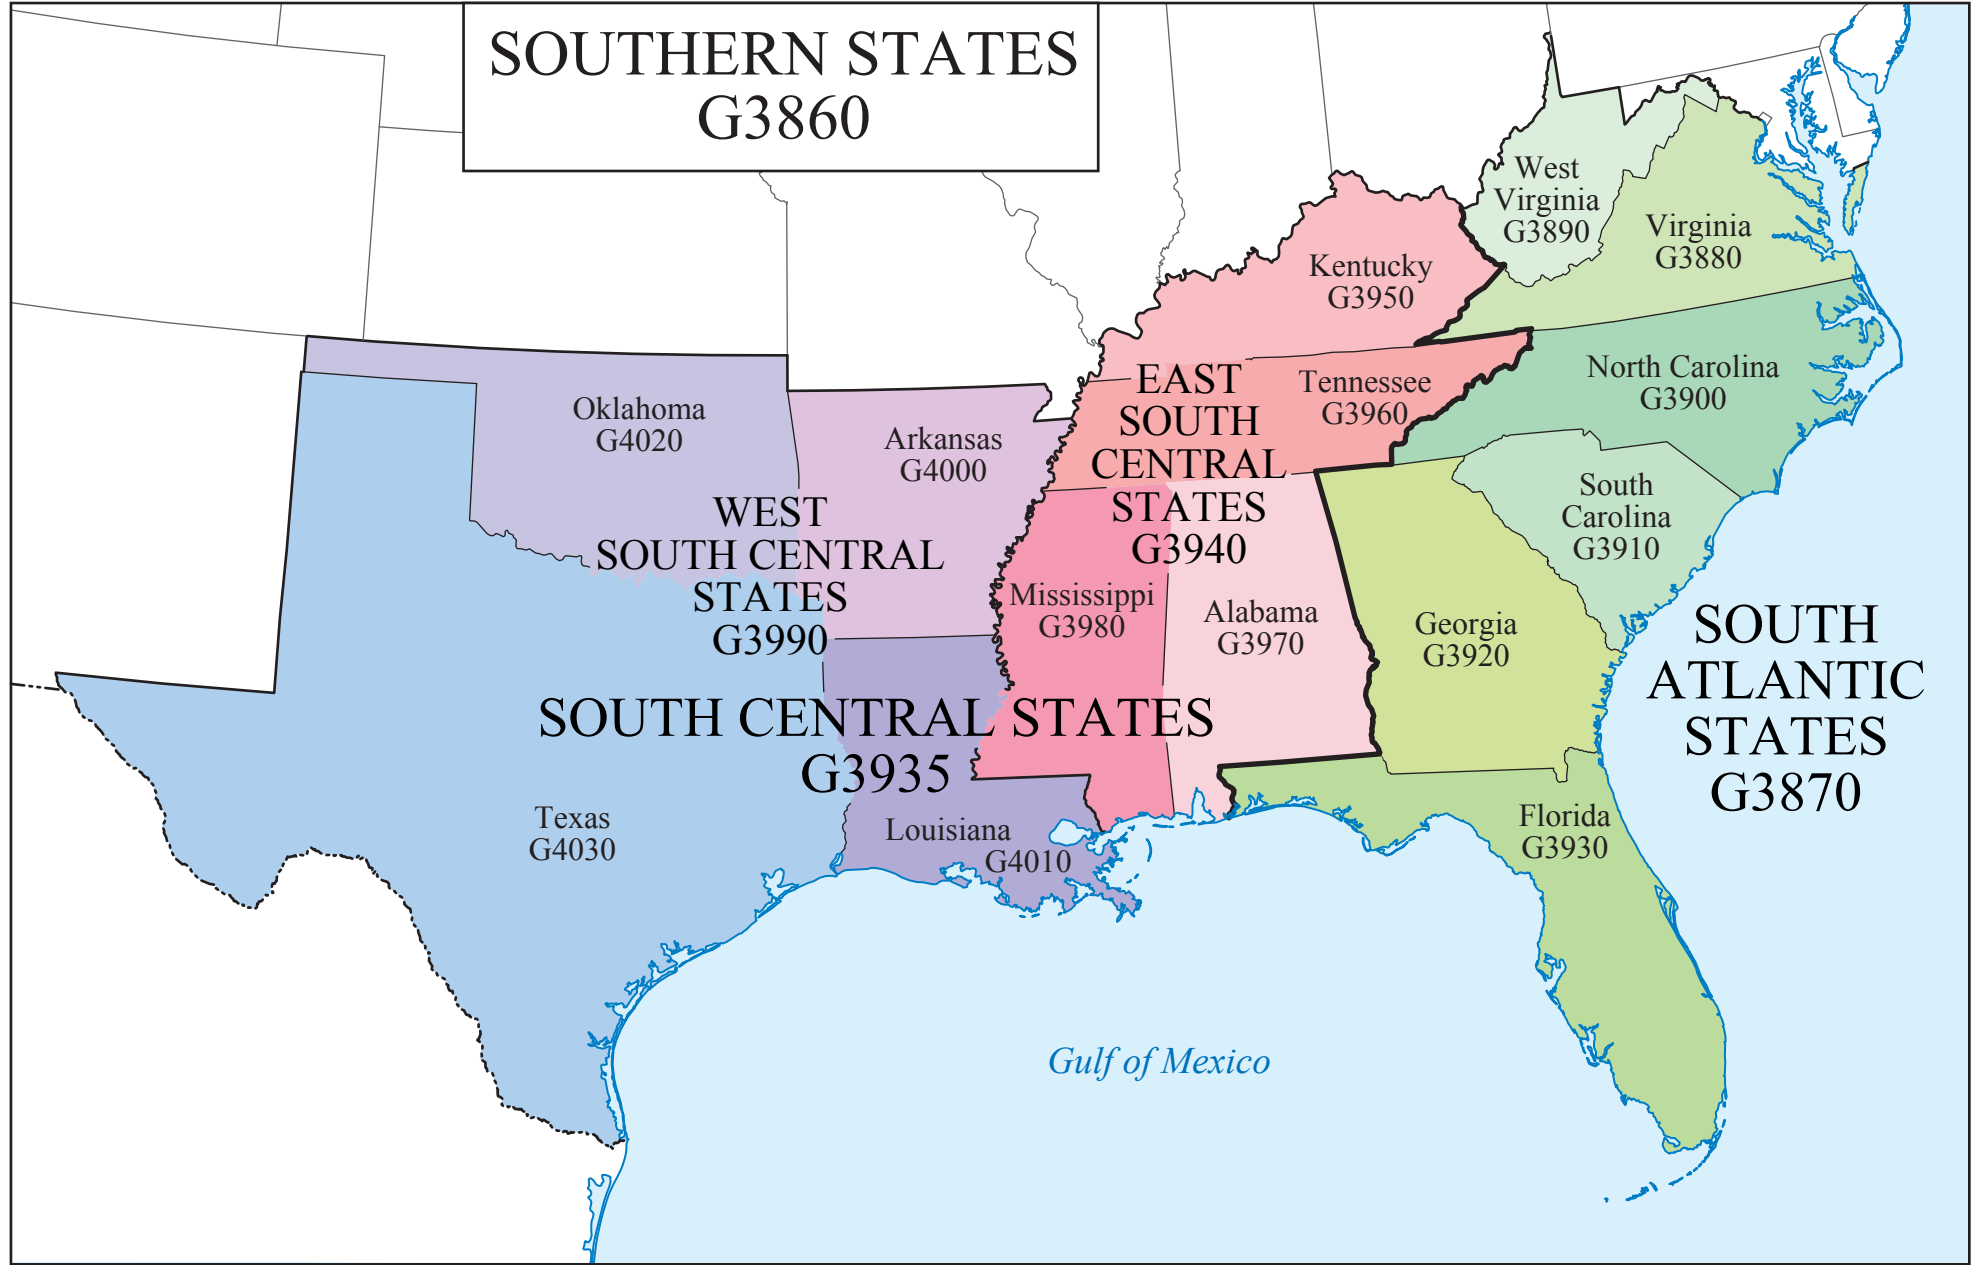 SOUTHERN STATES
G3860
West
Virginia
G3890
Virginia
G3880
Kentucky
G3950
North Carolina
G3900
EAST
SOUTH
CENTRAL
STATES
G3940
Tennessee
G3960
Oklahoma
G4020
Arkansas
G4000
South
Carolina
G3910
WEST
SOUTH CENTRAL
STATES
G3990
Mississippi
G3980
Alabama
G3970
Georgia
G3920
SOUTH
ATLANTIC
STATES
G3870
SOUTH CENTRAL STATES
G3935
Texas
G4030
Louisiana
G4010
Florida
G3930
Gulf of Mexico